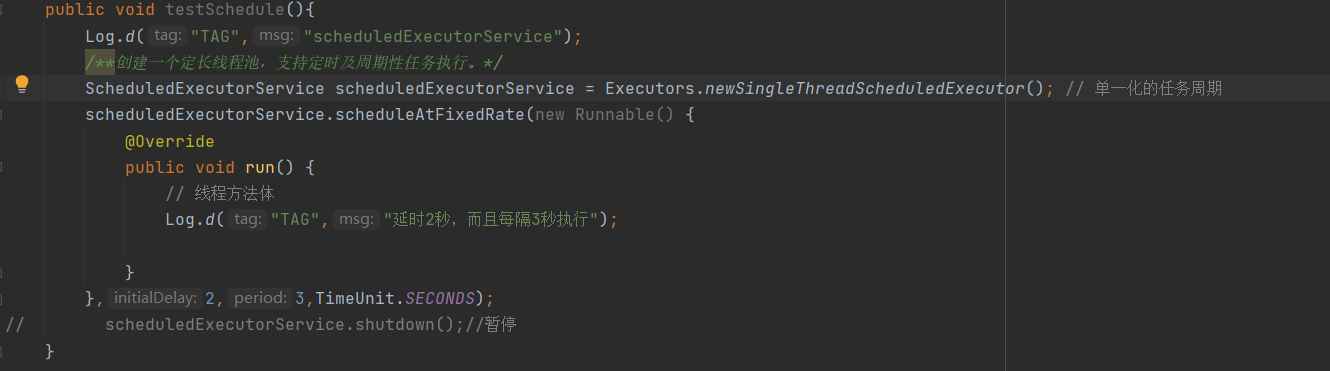 public void testSchedule(){
Log.d( tag: "TAG", msg: "scheduledExecutorService");
/**创建一个定长线程池，支持定时及周期性任务执行。*/
ScheduledExecutorService scheduledExecutorService = Executors.newSingleThreadScheduledExecutor(); // 单一化的任务周期
scheduledExecutorService.scheduleAtFixedRate(new Runnable() {
@Override
public void run() {
// 线程方法体
Log.d( tag: "TAG", msg: "延时2秒，而且每隔3秒执行");
}
}, initialDelay: 2, period: 3,TimeUnit.SECONDS);
// scheduledExecutorService.shutdown();//暂停
}